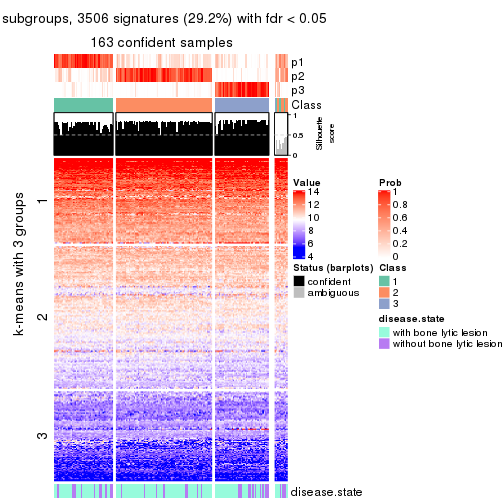 subgroups, 3506 signatures (29.2%) with fdr < 0.05
163 confident samples
p1
p2
p3
Class
1
0.5
0
Silhouette
score
k-means with 3 groups
1
2
3
Value
14
12
10
8
6
4
Prob
1
0.8
0.6
0.4
0.2
0
Status (barplots)
confident
ambiguous
Class
1
2
3
disease.state
with bone lytic lesion
without bone lytic lesion
disease.state